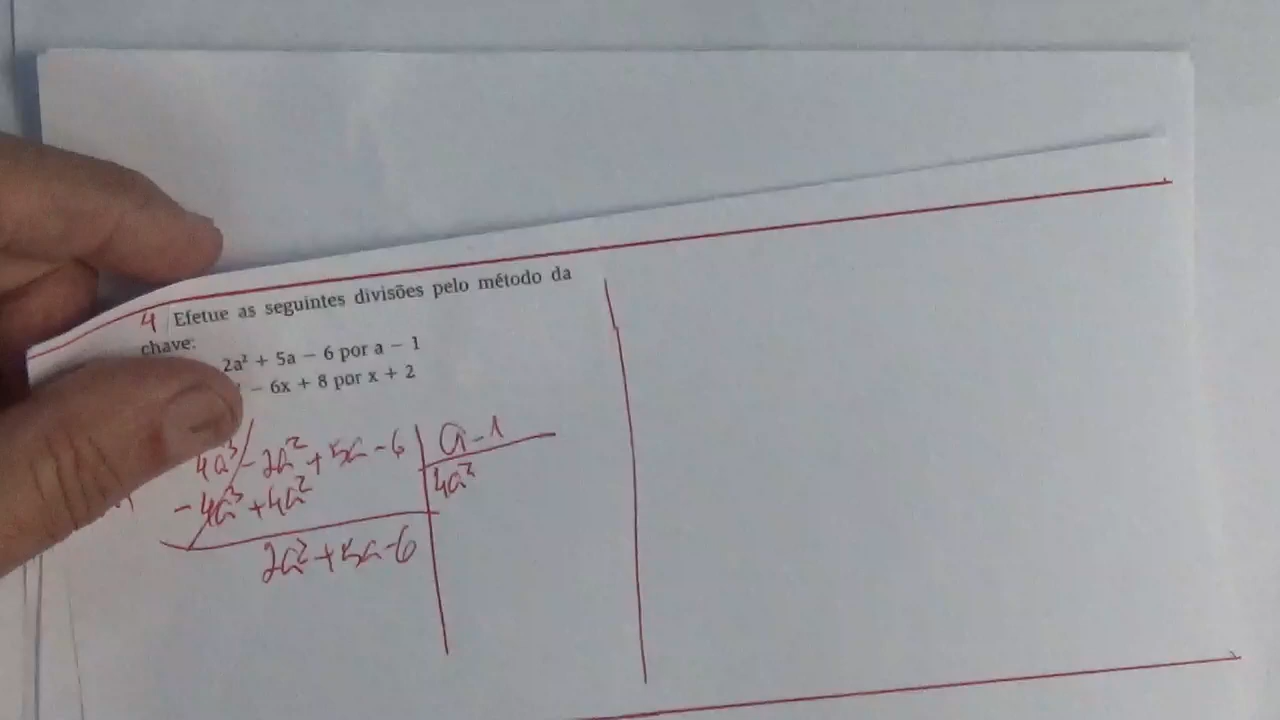 4 Efetue as seguintes divisões pelo método da
chave:
2a² + 5a − 6 por a − 1
− 6x + 8 por x + 2
4a³ − 2a² + 5a − 6 a − 1
− 4a³ + 4a² 4a²
2a² + 5a − 6